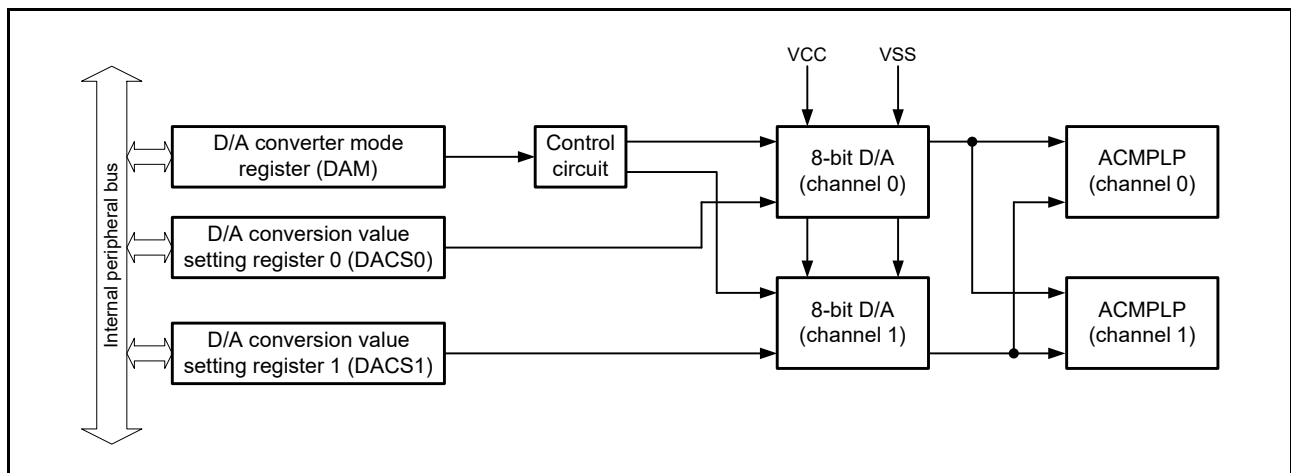 VCC
VSS
Internal peripheral bus
D/A converter mode
register (DAM)
Control
circuit
8-bit D/A
(channel 0)
ACMPLP
(channel 0)
D/A conversion value
setting register 0 (DACS0)
8-bit D/A
(channel 1)
ACMPLP
(channel 1)
D/A conversion value
setting register 1 (DACS1)